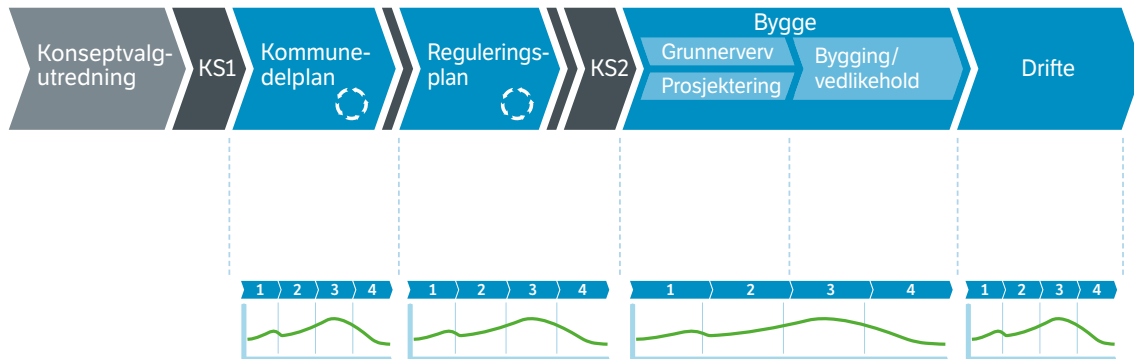 Konseptvalg-
utredning
KS1
Kommune-
delplan
Regulerings-
plan
KS2
Bygge
Grunnerverv
Prosjektering
Bygging/
vedlikehold
Drifte
1 2 3 4
1 2 3 4
1 2 3 4
1 2 3 4